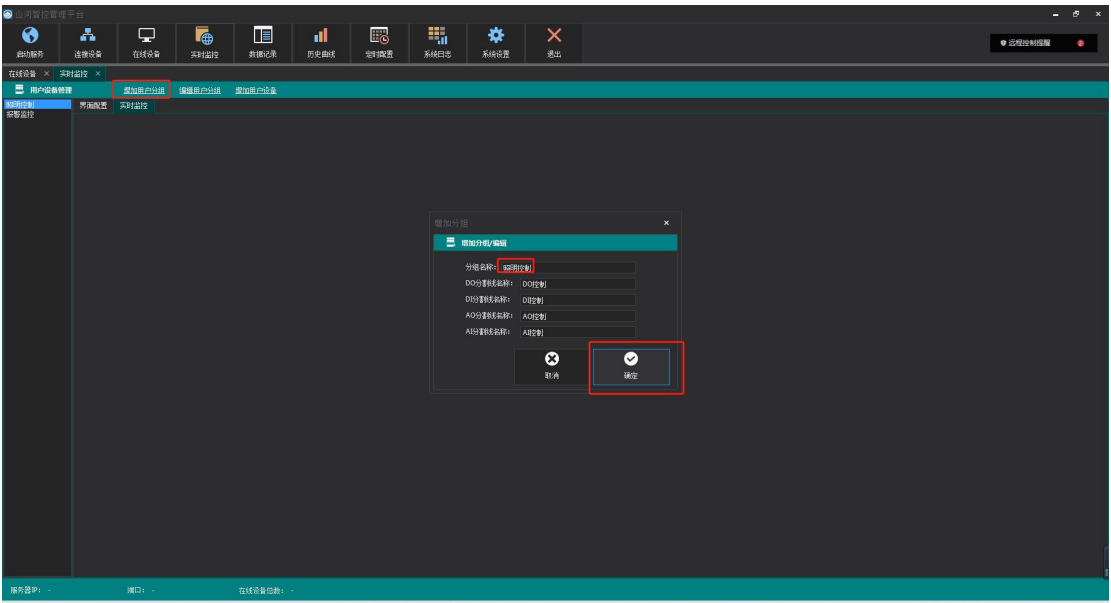 山河智控管理平台
启动服务 连接设备 在线设备 实时监控 数据记录 历史曲线 定时配置 系统日志 系统设置 退出 远程控制提醒
在线设备 × 实时监控 ×
用户设备管理 增加用户分组 编辑用户分组 增加用户设备
照明控制 界面配置 实时监控
报警监控
增加分组 ×
增加分组/编辑
分组名称: 照明控制
DO分割线名称: DO控制
DI分割线名称: DI控制
AO分割线名称: AO控制
AI分割线名称: AI控制
取消 确定
服务器IP: - 端口: - 在线设备总数: -